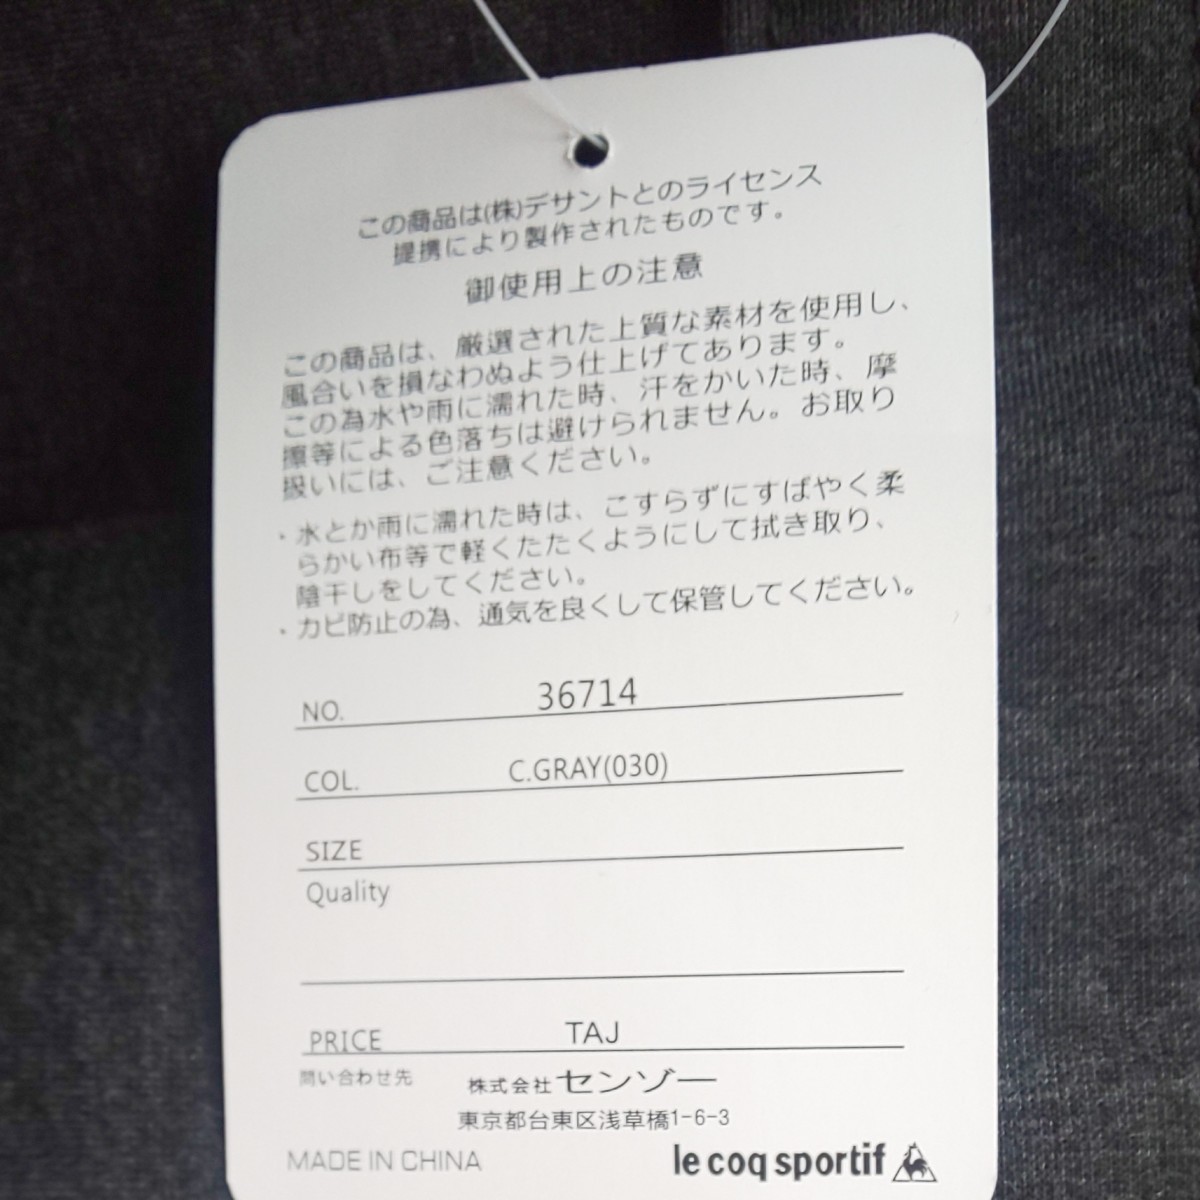 この商品は(株)デサントとのライセンス
提携により製作されたものです。
御使用上の注意
この商品は、厳選された上質な素材を使用し、
風合いを損なわぬよう仕上げてあります。
この為水や雨に濡れた時、汗をかいた時、摩
擦等による色落ちは避けられません。お取り
扱いには、ご注意ください。
・水とか雨に濡れた時は、こすらずにすばやく柔
らかい布等で軽くたたくようにして拭き取り、
陰干しをしてください。
・カビ防止の為、通気を良くして保管してください。
NO. 36714
COL. C.GRAY(030)
SIZE
Quality
PRICE TAJ
問い合わせ先 株式会社センゾー
東京都台東区浅草橋1-6-3
MADE IN CHINA le coq sportif